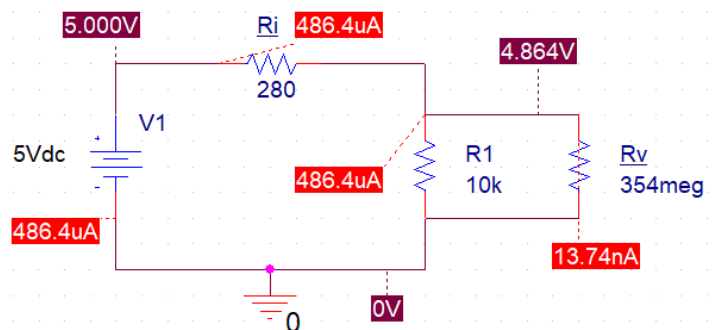 5.000V
Ri
486.4uA
280
4.864V
V1
5Vdc
+
-
486.4uA
R1
10k
Rv
354meg
486.4uA
13.74nA
0V
0